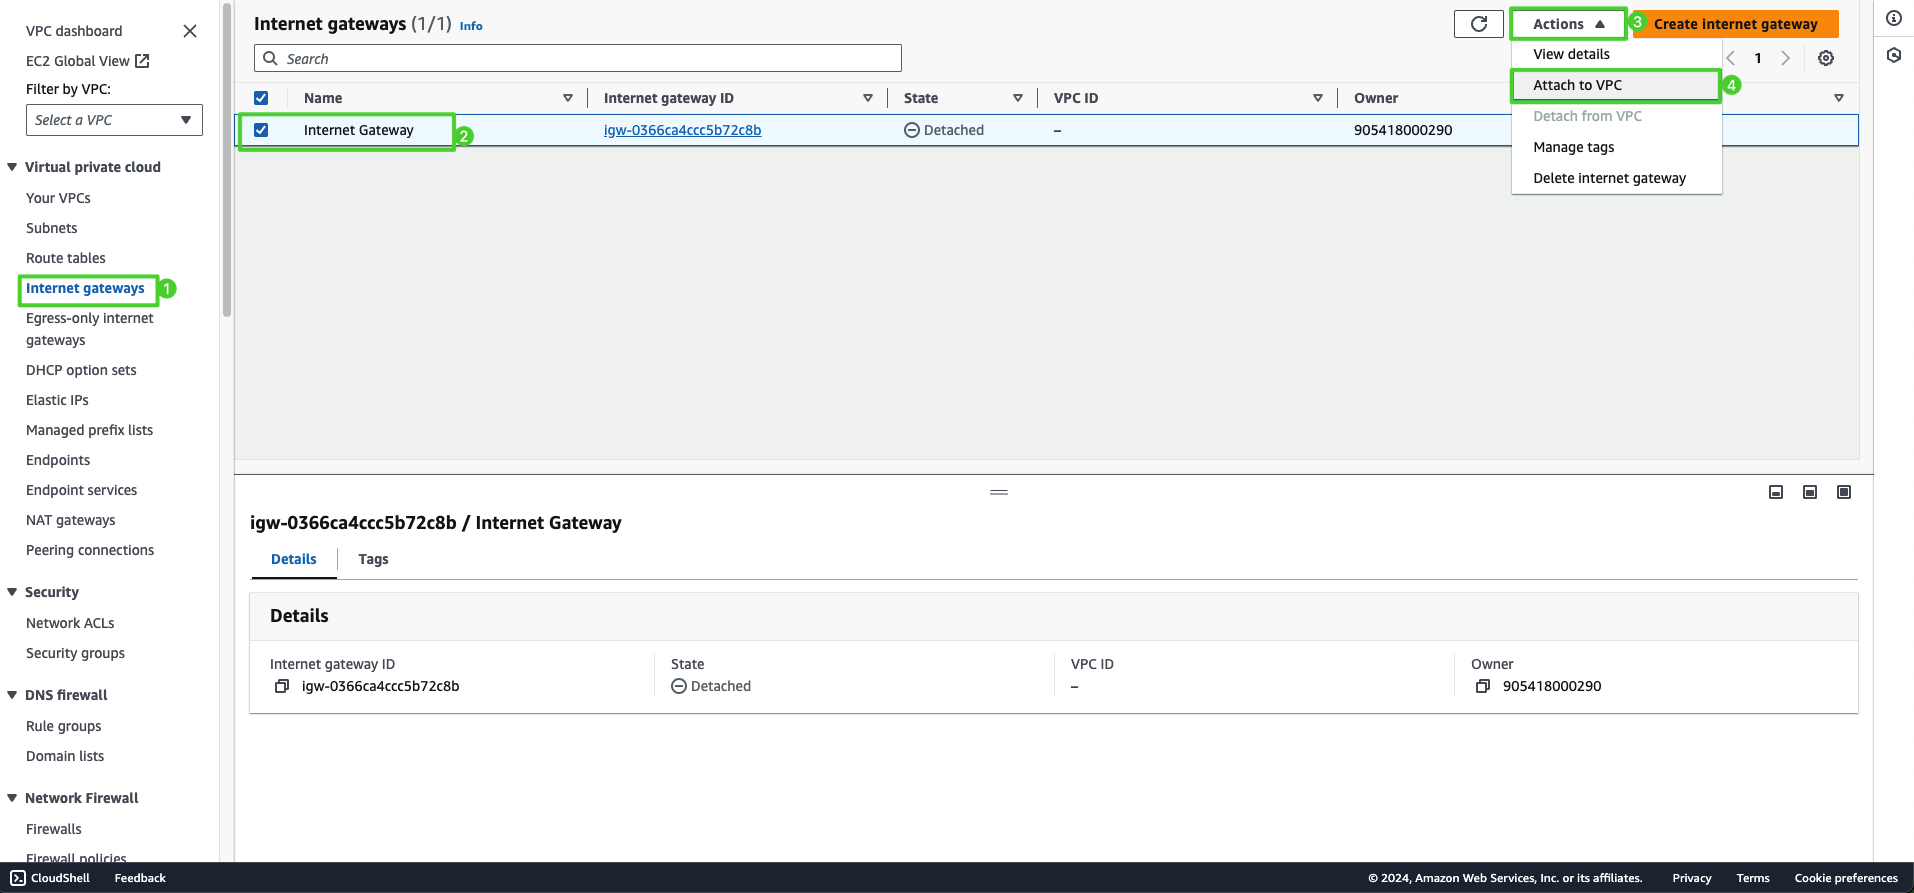 VPC dashboard
EC2 Global View
Filter by VPC:
Select a VPC
Virtual private cloud
Your VPCs
Subnets
Route tables
Internet gateways 1
Egress-only internet
gateways
DHCP option sets
Elastic IPs
Managed prefix lists
Endpoints
Endpoint services
NAT gateways
Peering connections
Security
Network ACLs
Security groups
DNS firewall
Rule groups
Domain lists
Network Firewall
Firewalls
Firewall policies
Internet gateways (1/1) Info
Actions 3 Create internet gateway
Search
1
View details
Attach to VPC 4
Detach from VPC
Manage tags
Delete internet gateway
Name Internet gateway ID State VPC ID Owner
Internet Gateway 2 igw-0366ca4ccc5b72c8b Detached – 905418000290
igw-0366ca4ccc5b72c8b / Internet Gateway
Details Tags
Details
Internet gateway ID State VPC ID Owner
igw-0366ca4ccc5b72c8b Detached – 905418000290
CloudShell Feedback © 2024, Amazon Web Services, Inc. or its affiliates. Privacy Terms Cookie preferences